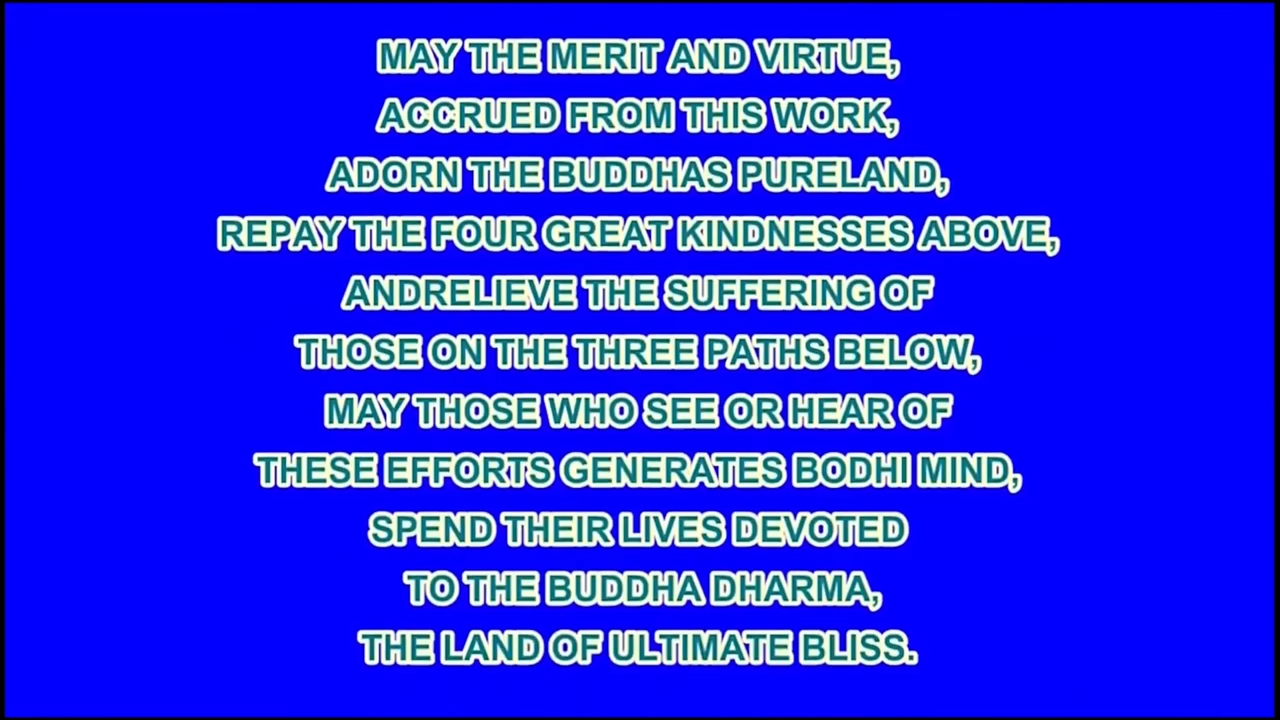 MAY THE MERIT AND VIRTUE,
ACCRUED FROM THIS WORK,
ADORN THE BUDDHAS PURELAND,
REPAY THE FOUR GREAT KINDNESSES ABOVE,
ANDRELIEVE THE SUFFERING OF
THOSE ON THE THREE PATHS BELOW,
MAY THOSE WHO SEE OR HEAR OF
THESE EFFORTS GENERATES BODHI MIND,
SPEND THEIR LIVES DEVOTED
TO THE BUDDHA DHARMA,
THE LAND OF ULTIMATE BLISS.